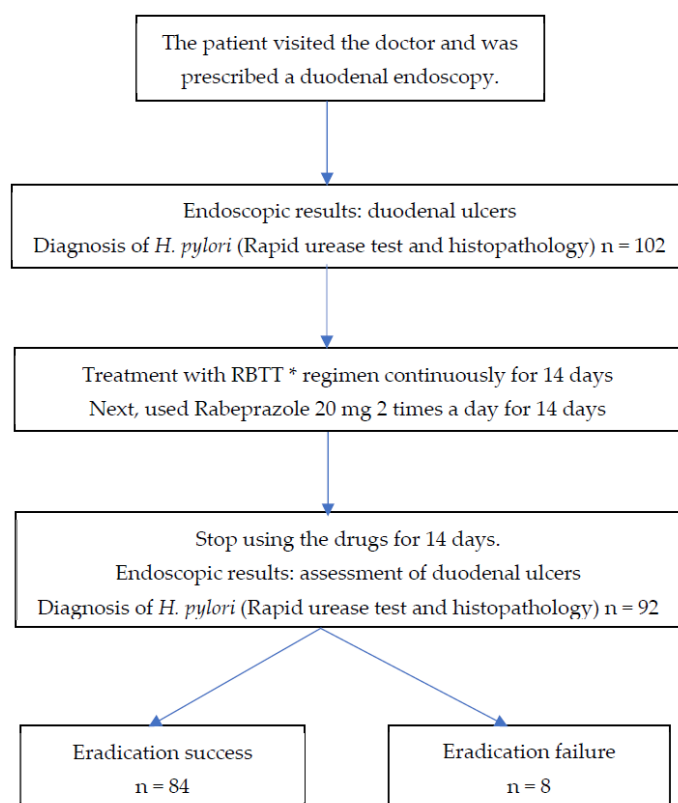 The patient visited the doctor and was
prescribed a duodenal endoscopy.
Endoscopic results: duodenal ulcers
Diagnosis of H. pylori (Rapid urease test and histopathology) n = 102
Treatment with RBTT * regimen continuously for 14 days
Next, used Rabeprazole 20 mg 2 times a day for 14 days
Stop using the drugs for 14 days.
Endoscopic results: assessment of duodenal ulcers
Diagnosis of H. pylori (Rapid urease test and histopathology) n = 92
Eradication success
n = 84
Eradication failure
n = 8